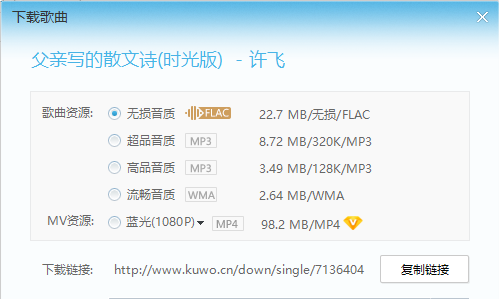 下载歌曲
父亲写的散文诗(时光版) - 许飞
歌曲资源: 无损音质 FLAC 22.7 MB/无损/FLAC
超品音质 MP3 8.72 MB/320K/MP3
高品音质 MP3 3.49 MB/128K/MP3
流畅音质 WMA 2.64 MB/WMA
MV资源: 蓝光(1080P) MP4 98.2 MB/MP4
下载链接: http://www.kuwo.cn/down/single/7136404 复制链接